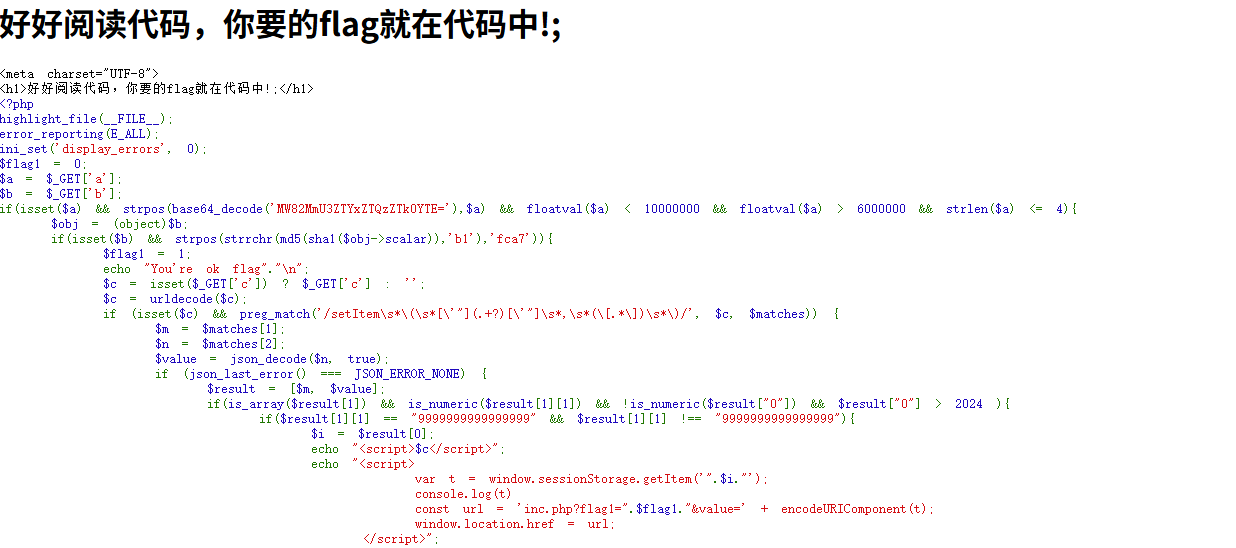 好好阅读代码，你要的flag就在代码中!;
<meta charset="UTF-8">
<h1>好好阅读代码，你要的flag就在代码中!;</h1>
<?php
highlight_file(__FILE__);
error_reporting(E_ALL);
ini_set('display_errors', 0);
$flag1 = 0;
$a = $_GET['a'];
$b = $_GET['b'];
if(isset($a) && strpos(base64_decode('MW82MmU3ZTYxZTQzZTk0YTE='),$a) && floatval($a) < 10000000 && floatval($a) > 6000000 && strlen($a) <= 4){
$obj = (object)$b;
if(isset($b) && strpos(strrchr(md5(sha1($obj->scalar)),'b1'),'fca7')){
$flag1 = 1;
echo "You're ok flag"."\n";
$c = isset($_GET['c']) ? $_GET['c'] : '';
$c = urldecode($c);
if (isset($c) && preg_match('/setItem\s*\(\s*[\'"](.+?)[\'"]\s*,\s*(\[.*\])\s*\)/', $c, $matches)) {
$m = $matches[1];
$n = $matches[2];
$value = json_decode($n, true);
if (json_last_error() === JSON_ERROR_NONE) {
$result = [$m, $value];
if(is_array($result[1]) && is_numeric($result[1][1]) && !is_numeric($result["0"]) && $result["0"] > 2024 ){
if($result[1][1] == "9999999999999999" && $result[1][1] !== "9999999999999999"){
$i = $result[0];
echo "<script>$c</script>";
echo "<script>
var t = window.sessionStorage.getItem('".$i."');
console.log(t)
const url = 'inc.php?flag1=".$flag1."&value=' + encodeURIComponent(t);
window.location.href = url;
</script>";